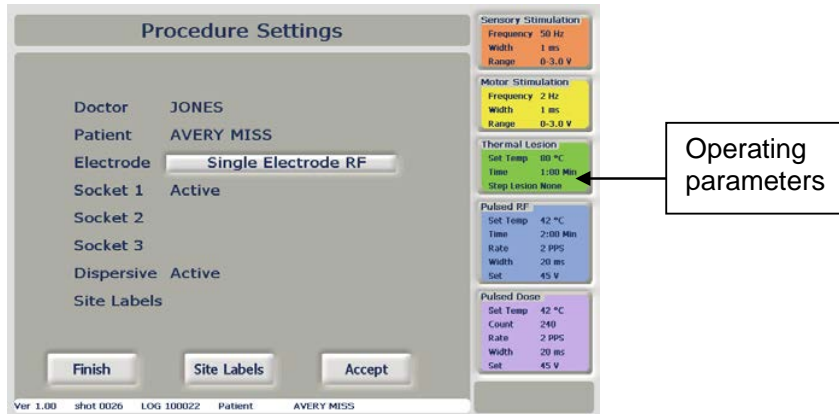 Procedure Settings
Doctor JONES
Patient AVERY MISS
Electrode Single Electrode RF
Socket 1 Active
Socket 2
Socket 3
Dispersive Active
Site Labels
Finish Site Labels Accept
Ver 1.00 shot 0026 LOG 100022 Patient AVERY MISS
Sensory Stimulation
Frequency 50 Hz
Width 1 ms
Range 0-3.0 V
Motor Stimulation
Frequency 2 Hz
Width 1 ms
Range 0-3.0 V
Thermal Lesion
Set Temp 80 °C
Time 1:00 Min
Step Lesion None
Pulsed RF
Set Temp 42 °C
Time 2:00 Min
Rate 2 PPS
Width 20 ms
Set 45 V
Pulsed Dose
Set Temp 42 °C
Count 240
Rate 2 PPS
Width 20 ms
Set 45 V
Operating
parameters